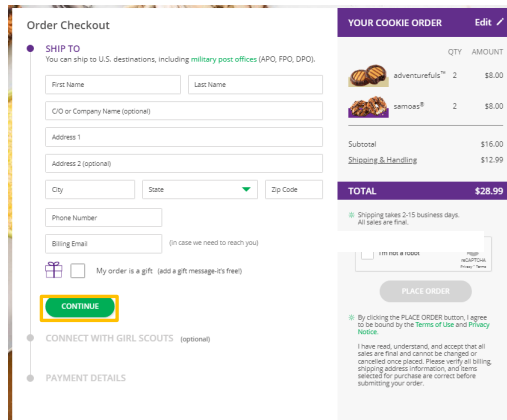 Order Checkout
SHIP TO
You can ship to U.S. destinations, including military post offices (APO, FPO, DPO).
First Name
Last Name
C/O or Company Name (optional)
Address 1
Address 2 (optional)
City
State
Zip Code
Phone Number
Billing Email
(in case we need to reach you)
My order is a gift (add a gift message-it's free!)
CONTINUE
CONNECT WITH GIRL SCOUTS (optional)
PAYMENT DETAILS
YOUR COOKIE ORDER Edit
QTY AMOUNT
adventurefuls™ 2 $8.00
samoas® 2 $8.00
Subtotal $16.00
Shipping & Handling $12.99
TOTAL $28.99
Shipping takes 2-15 business days.
All sales are final.
I'm not a robot
reCAPTCHA
Privacy - Terms
PLACE ORDER
By clicking the PLACE ORDER button, I agree
to be bound by the Terms of Use and Privacy
Notice.
I have read, understand, and accept that all
sales are final and cannot be changed or
cancelled once placed. Please verify all billing,
shipping address information, and items
selected for purchase are correct before
submitting your order.